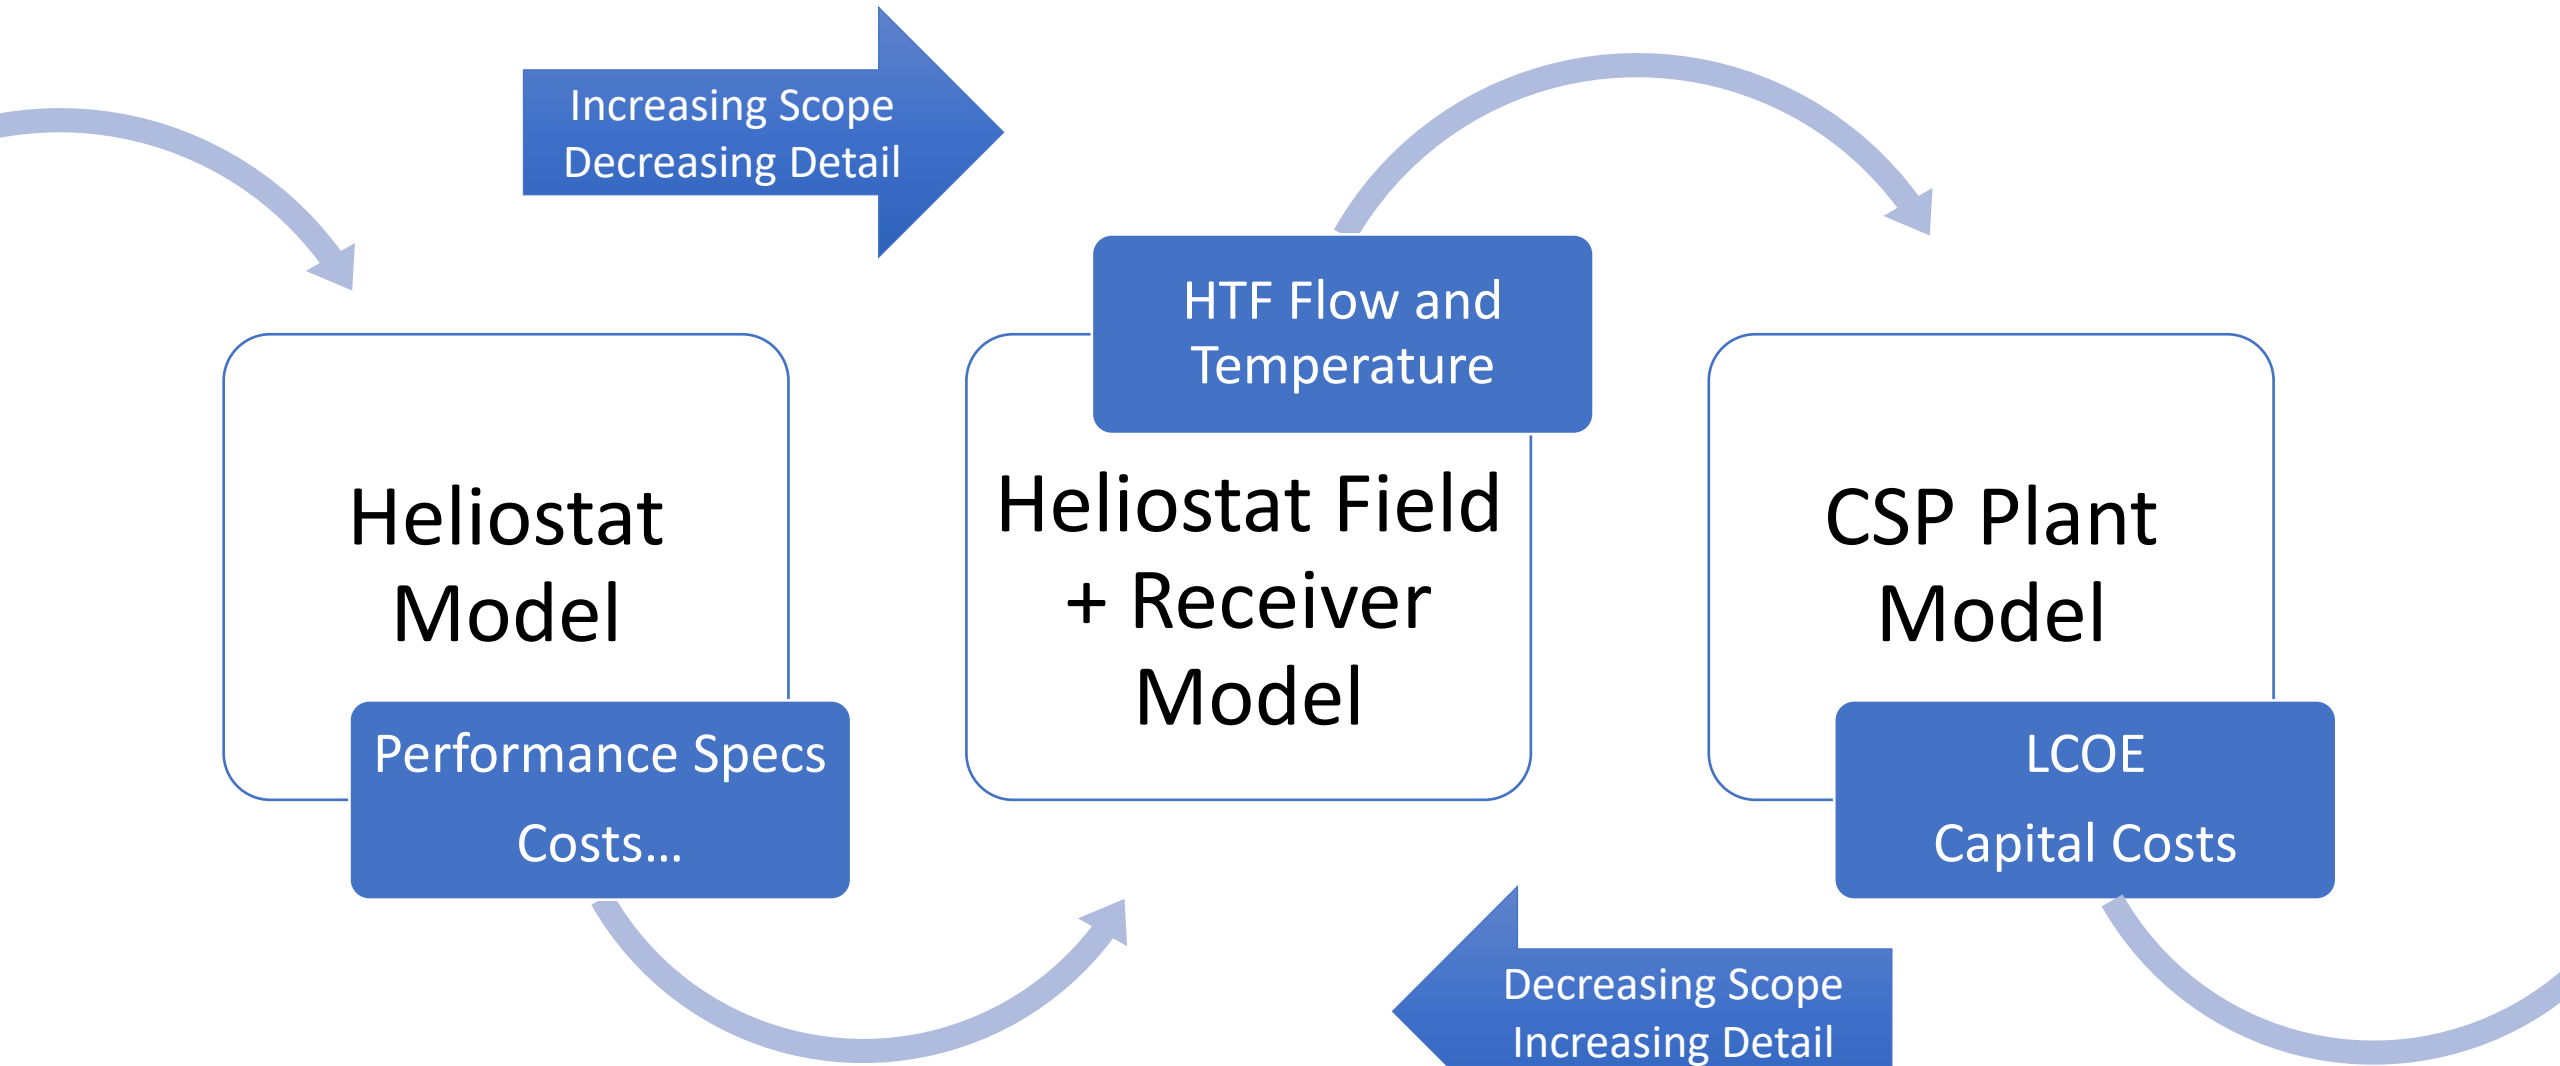 Increasing Scope
Decreasing Detail
HTF Flow and
Temperature
Heliostat
Model
Heliostat Field
+ Receiver
Model
CSP Plant
Model
Performance Specs
Costs...
LCOE
Capital Costs
Decreasing Scope
Increasing Detail